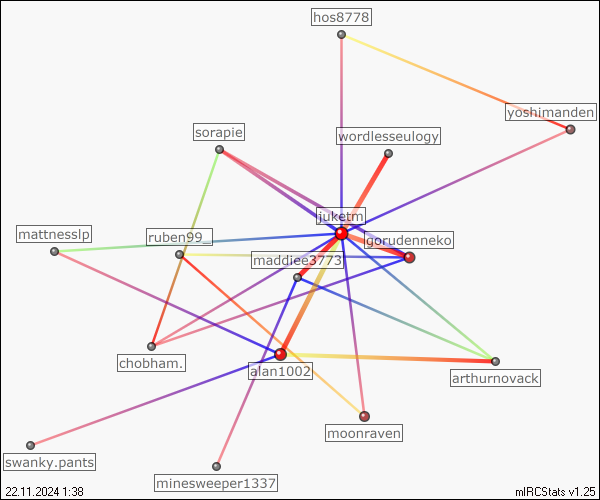 hos8778
yoshimanden
sorapie
wordlesseulogy
juketm
mattnesslp
ruben99_
gorudenneko
maddiee3773
chobham.
alan1002
arthurnovack
moonraven
swanky.pants
minesweeper1337
22.11.2024 1:38
mIRCStats v1.25